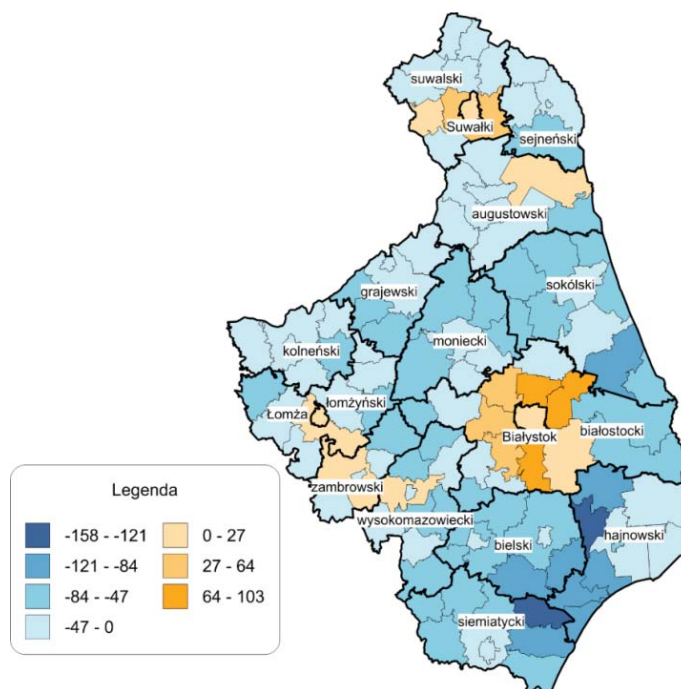 suwalski
Suwałki
sejneński
augustowski
grajewski
sokólski
kolneński
moniecki
Łomża
łomżyński
Białystok
białostocki
zambrowski
wysokomazowiecki
bielski
hajnowski
siemiatycki
Legenda
-158 - -121
-121 - -84
-84 - -47
-47 - 0
0 - 27
27 - 64
64 - 103